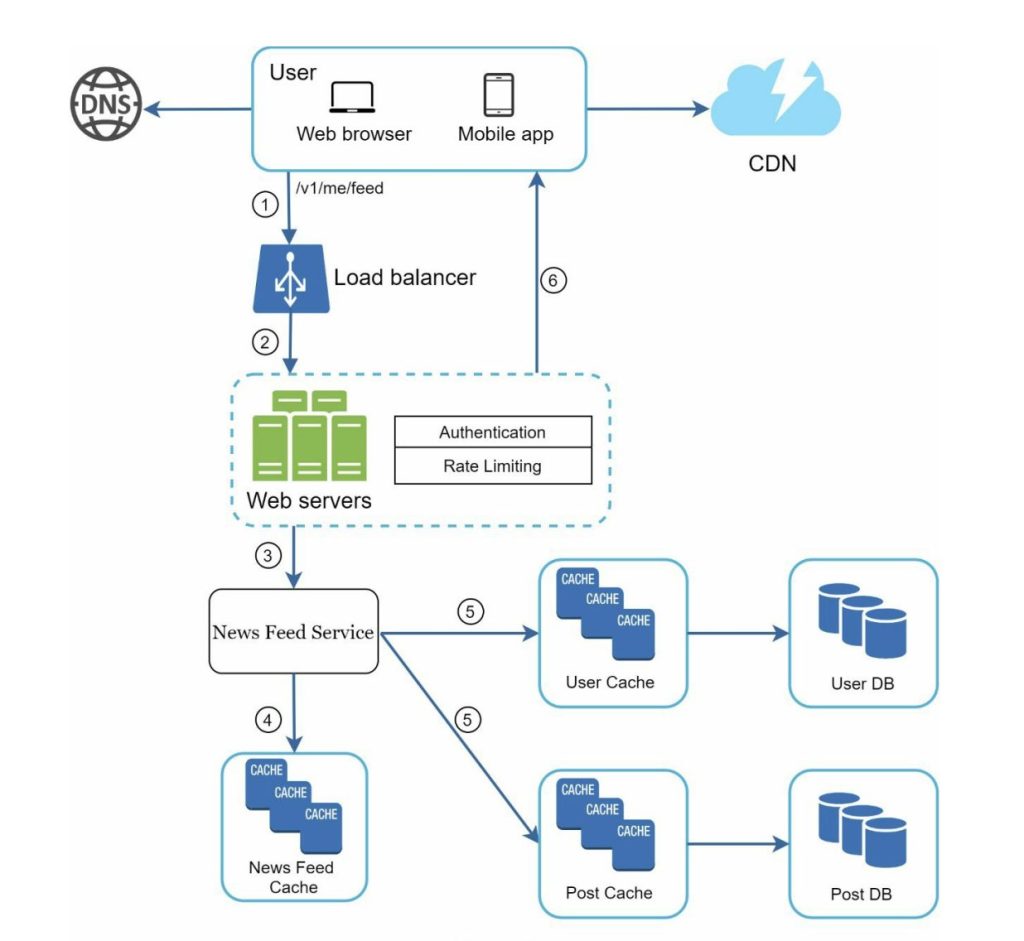 User
DNS
Web browser
Mobile app
CDN
/v1/me/feed
1
Load balancer
6
2
Authentication
Rate Limiting
Web servers
3
News Feed Service
5
CACHE
CACHE
CACHE
User Cache
User DB
4
5
CACHE
CACHE
CACHE
News Feed
Cache
CACHE
CACHE
CACHE
Post Cache
Post DB